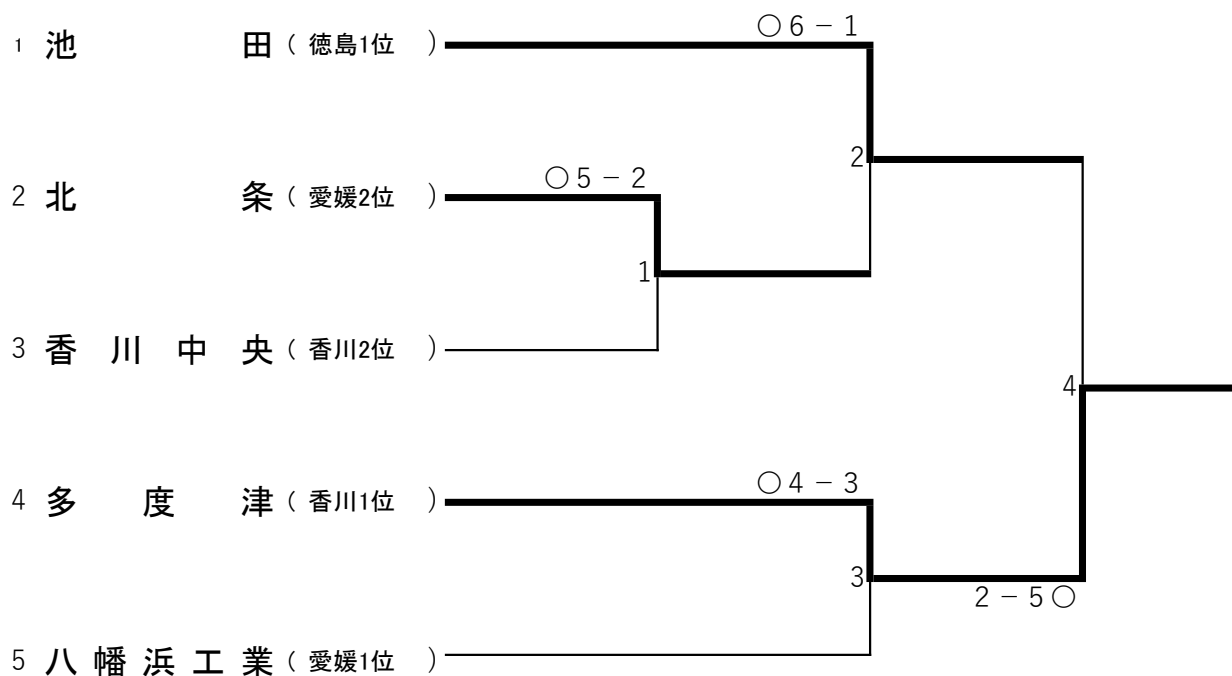 ○6－1
1 池田（徳島1位）
2
○5－2
2 北条（愛媛2位）
1
3 香川中央（香川2位）
4
○4－3
4 多度津（香川1位）
3
2－5○
5 八幡浜工業（愛媛1位）